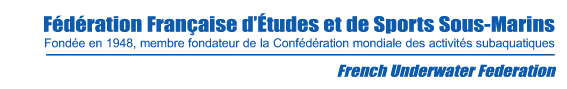 Fédération Française d'Études et de Sports Sous-Marins
Fondée en 1948, membre fondateur de la Confédération mondiale des activités subaquatiques
French Underwater Federation